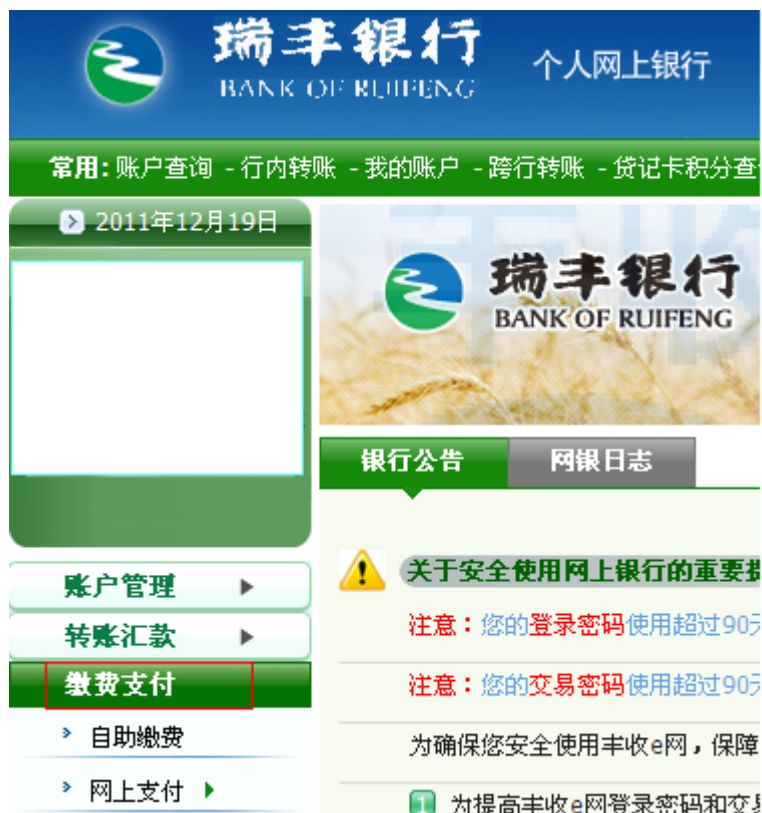 瑞丰银行
BANK OF RUIFENG
个人网上银行
常用: 账户查询 - 行内转账 - 我的账户 - 跨行转账 - 贷记卡积分查
2011年12月19日
瑞丰银行
BANK OF RUIFENG
银行公告
网银日志
账户管理
转账汇款
缴费支付
自助缴费
网上支付
关于安全使用网上银行的重要
注意：您的登录密码使用超过90
注意：您的交易密码使用超过90
为确保您安全使用丰收e网，保障
1 为提高丰收e网登录密码和交